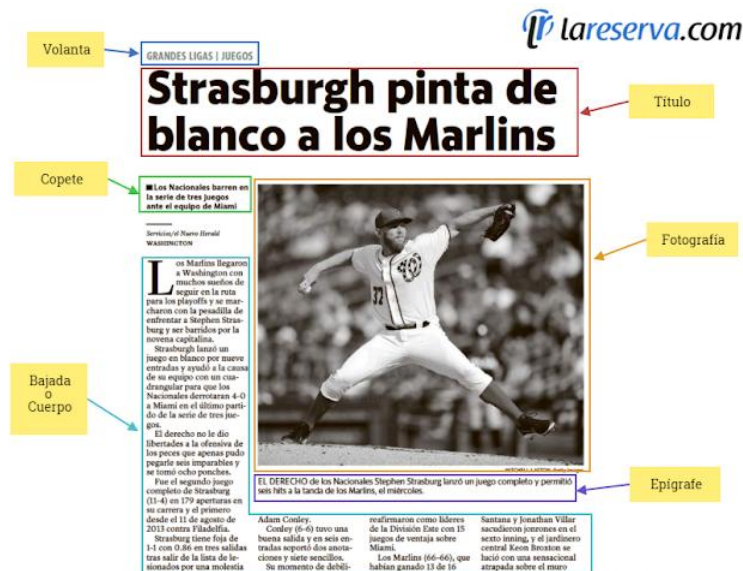 lareserva.com
Volanta
GRANDES LIGAS | JUEGOS
Strasburgh pinta de
blanco a los Marlins
Título
Copete
Los Nacionales barren en
la serie de tres juegos
ante el equipo de Miami
Servicios/el Nuevo Herald
WASHINGTON
Fotografía
Los Marlins llegaron
a Washington con
muchos sueños de
seguir en la ruta
para los playoffs y se mar-
charon con la pesadilla de
enfrentar a Stephen Stras-
burg y ser barridos por la
novena capitalina.
Strasburgh lanzó un
juego en blanco por nueve
entradas y ayudó a la causa
de su equipo con un cua-
drangular para que los
Nacionales derrotaran 4-0
a Miami en el último parti-
do de la serie de tres jue-
gos.
El derecho no le dio
libertades a la ofensiva de
los peces que apenas pudo
pegarle seis imparables y
se tomó ocho ponches.
Fue el segundo juego
completo de Strasburg
(11-4) en 179 aperturas en
su carrera y el primero
desde el 11 de agosto de
2013 contra Filadelfia.
Strasburg tiene foja de
1-1 con 0.86 en tres salidas
tras salir de la lista de le-
sionados por una molestia
Bajada
o
Cuerpo
37
EL DERECHO de los Nacionales Stephen Strasburg lanzó un juego completo y permitió
seis hits a la tanda de los Marlins, el miércoles.
Epígrafe
Adam Conley.
Conley (6-6) tuvo una
buena salida y en seis en-
tradas soportó dos anota-
ciones y siete sencillos.
Su momento de debili-
reafirmaron como líderes
de la División Este con 15
juegos de ventaja sobre
Miami.
Los Marlins (66-66), que
habían ganado 13 de 16
Santana y Jonathan Villar
sacudieron jonrones en el
sexto inning, y el jardinero
central Keon Broxton se
lució con una sensacional
atrapada sobre el muro